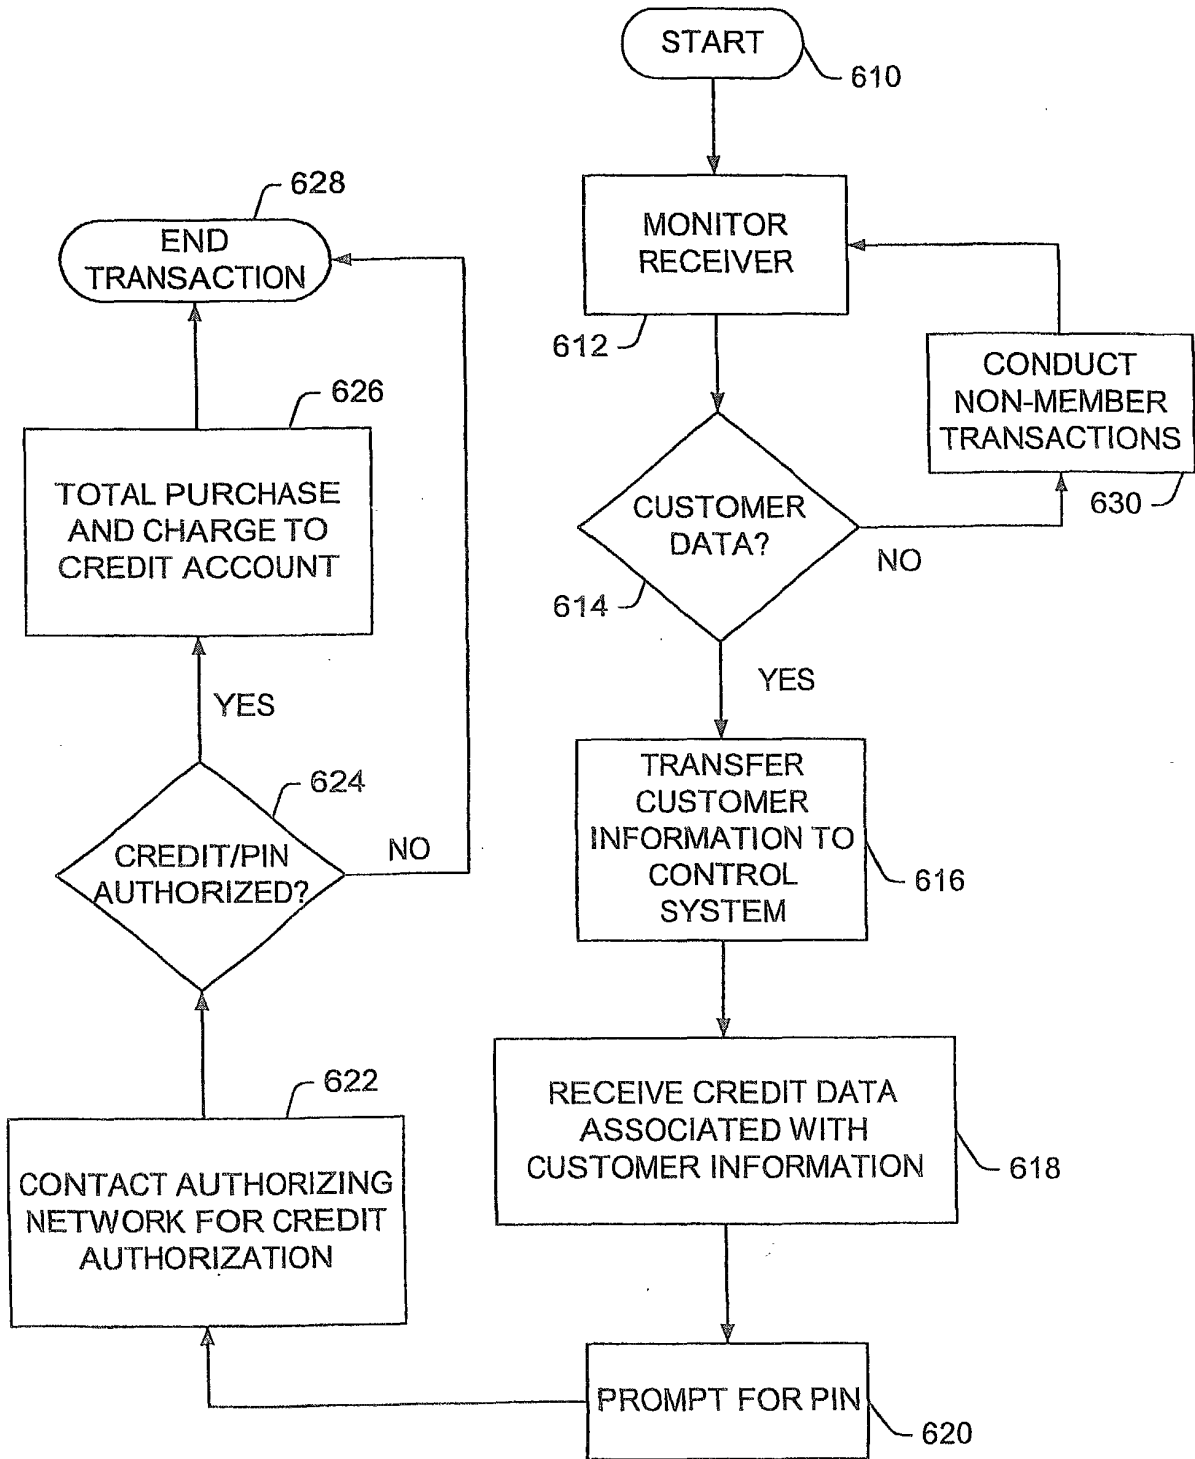 START
610
MONITOR
RECEIVER
612
CUSTOMER
DATA?
614
NO
CONDUCT
NON-MEMBER
TRANSACTIONS
630
YES
TRANSFER
CUSTOMER
INFORMATION TO
CONTROL
SYSTEM
616
RECEIVE CREDIT DATA
ASSOCIATED WITH
CUSTOMER INFORMATION
618
PROMPT FOR PIN
620
622
CONTACT AUTHORIZING
NETWORK FOR CREDIT
AUTHORIZATION
624
CREDIT/PIN
AUTHORIZED?
NO
YES
626
TOTAL PURCHASE
AND CHARGE TO
CREDIT ACCOUNT
628
END
TRANSACTION